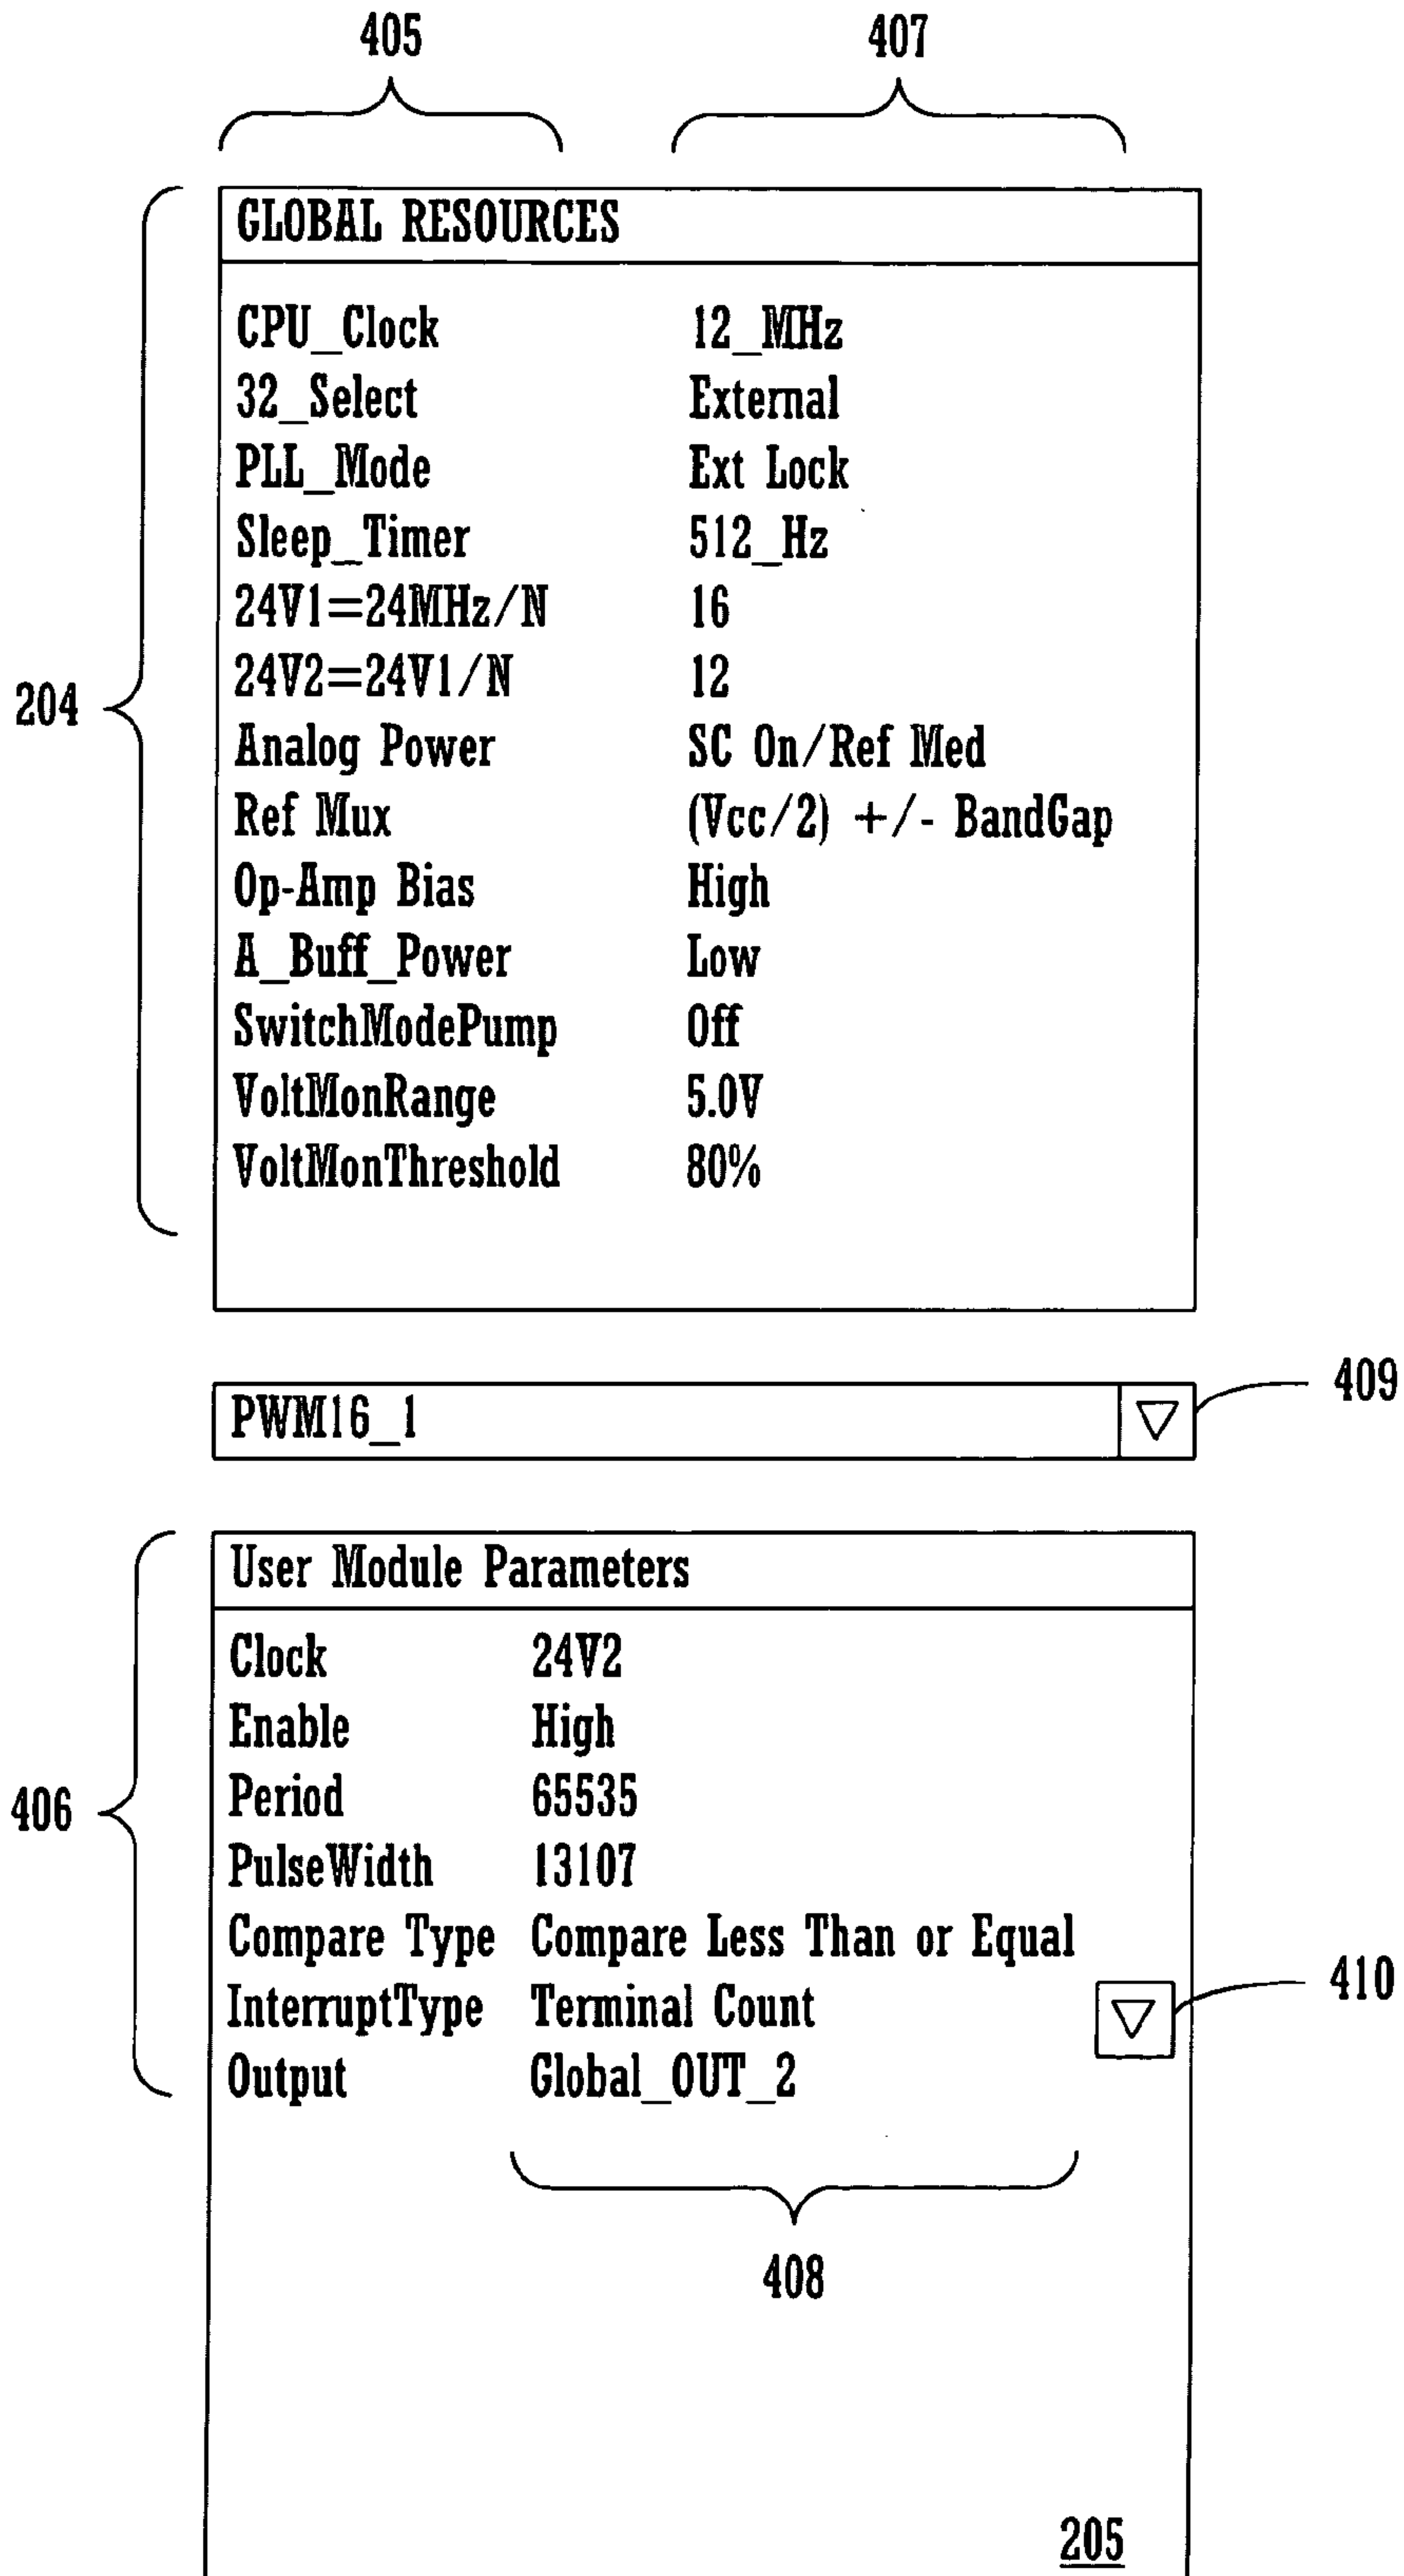 405 407
GLOBAL RESOURCES
CPU_Clock 12_MHz
32_Select External
PLL_Mode Ext Lock
Sleep_Timer 512_Hz
24V1=24MHz/N 16
24V2=24V1/N 12
204
Analog Power SC On/Ref Med
Ref Mux (Vcc/2) +/- BandGap
Op-Amp Bias High
A_Buff_Power Low
SwitchModePump Off
VoltMonRange 5.0V
VoltMonThreshold 80%
409
PWM16_1
User Module Parameters
Clock 24V2
Enable High
406
Period 65535
PulseWidth 13107
Compare Type Compare Less Than or Equal
InterruptType Terminal Count
410
Output Global_OUT_2
408
205